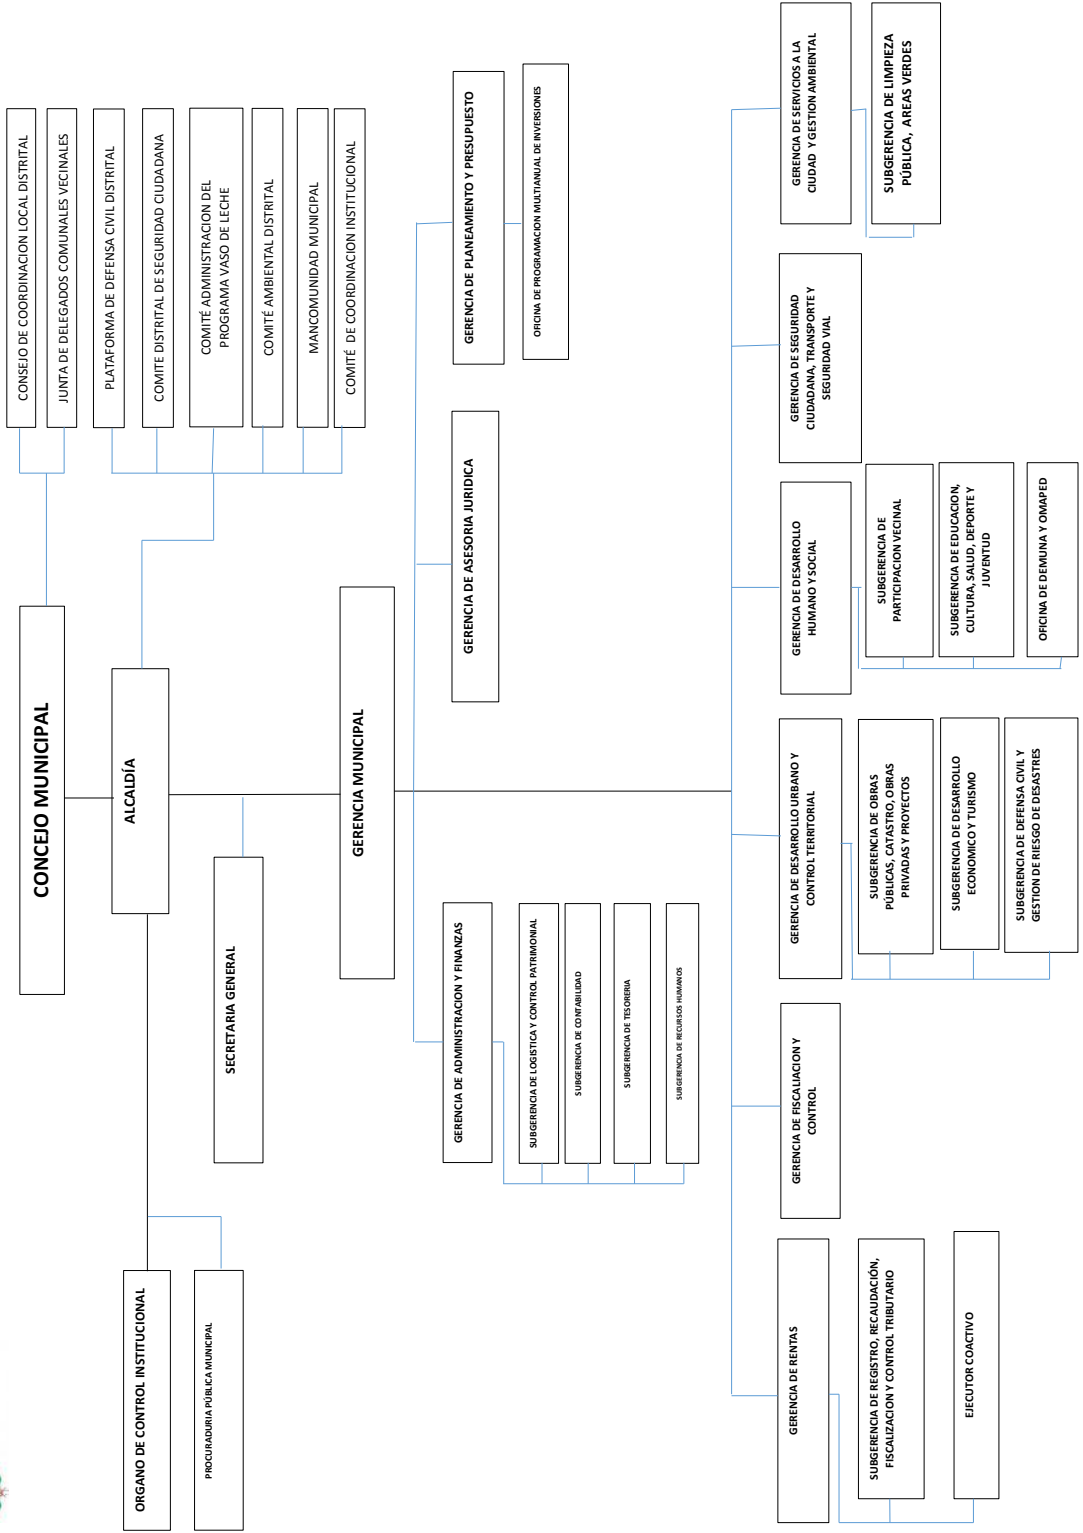 CONCEJO MUNICIPAL
CONSEJO DE COORDINACION LOCAL DISTRITAL
JUNTA DE DELEGADOS COMUNALES VECINALES
ALCALDÍA
PLATAFORMA DE DEFENSA CIVIL DISTRITAL
COMITE DISTRITAL DE SEGURIDAD CIUDADANA
COMITÉ ADMINISTRACION DEL
PROGRAMA VASO DE LECHE
COMITÉ AMBIENTAL DISTRITAL
MANCOMUNIDAD MUNICIPAL
COMITÉ DE COORDINACION INSTITUCIONAL
ORGANO DE CONTROL INSTITUCIONAL
PROCURADURIA PÚBLICA MUNICIPAL
SECRETARIA GENERAL
GERENCIA MUNICIPAL
GERENCIA DE ADMINISTRACION Y FINANZAS
SUBGERENCIA DE LOGISTICA Y CONTROL PATRIMONIAL
SUBGERENCIA DE CONTABILIDAD
SUBGERENCIA DE TESORERIA
SUBGERENCIA DE RECURSOS HUMANOS
GERENCIA DE ASESORIA JURIDICA
GERENCIA DE PLANEAMIENTO Y PRESUPUESTO
OFICINA DE PROGRAMACION MULTIANUAL DE INVERSIONES
GERENCIA DE RENTAS
SUBGERENCIA DE REGISTRO, RECAUDACIÓN,
FISCALIZACION Y CONTROL TRIBUTARIO
EJECUTOR COACTIVO
GERENCIA DE FISCALIACION Y
CONTROL
GERENCIA DE DESARROLLO URBANO Y
CONTROL TERRITORIAL
SUBGERENCIA DE OBRAS
PÚBLICAS, CATASTRO, OBRAS
PRIVADAS Y PROYECTOS
SUBGERENCIA DE DESARROLLO
ECONOMICO Y TURISMO
SUBGERENCIA DE DEFENSA CIVIL Y
GESTION DE RIESGO DE DESASTRES
GERENCIA DE DESARROLLO
HUMANO Y SOCIAL
SUBGERENCIA DE
PARTICIPACION VECINAL
SUBGERENCIA DE EDUCACION,
CULTURA, SALUD, DEPORTE Y
JUVENTUD
OFICINA DE DEMUNA Y OMAPED
GERENCIA DE SEGURIDAD
CIUDADANA, TRANSPORTE Y
SEGURIDAD VIAL
GERENCIA DE SERVICIOS A LA
CIUDAD Y GESTION AMBIENTAL
SUBGERENCIA DE LIMPIEZA
PÚBLICA, AREAS VERDES